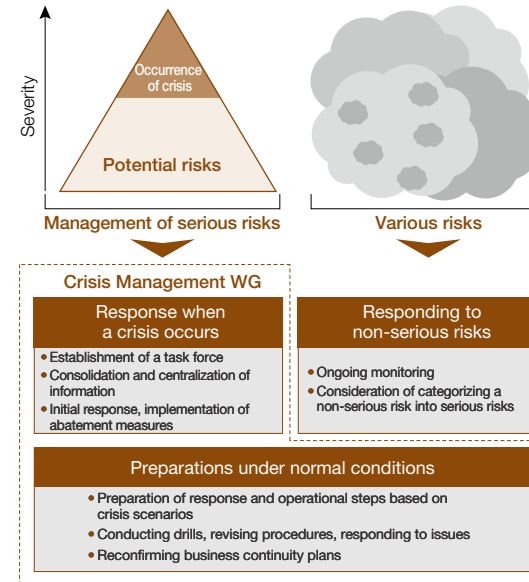 Severity
Occurrence
of crisis
Potential risks
Management of serious risks
Various risks
Crisis Management WG
Response when
a crisis occurs
• Establishment of a task force
• Consolidation and centralization of
information
• Initial response, implementation of
abatement measures
Responding to
non-serious risks
• Ongoing monitoring
• Consideration of categorizing a
non-serious risk into serious risks
Preparations under normal conditions
• Preparation of response and operational steps based on
crisis scenarios
• Conducting drills, revising procedures, responding to issues
• Reconfirming business continuity plans